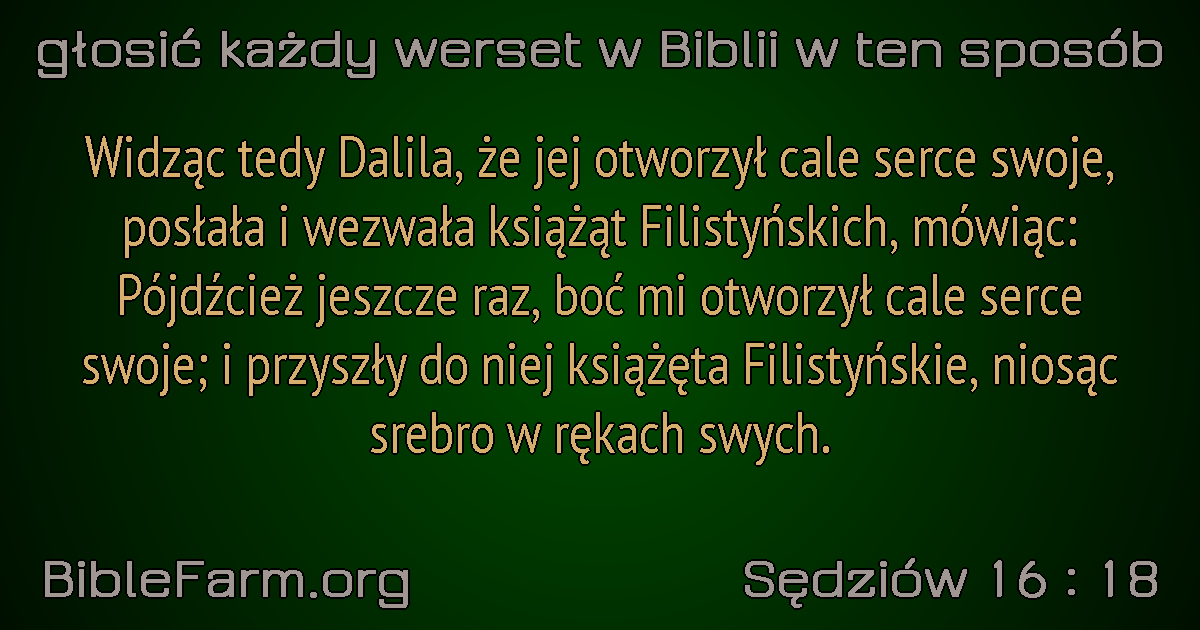 głosić każdy werset w Biblii w ten sposób
Widząc tedy Dalila, że jej otworzył cale serce swoje,
posłała i wezwała książąt Filistyńskich, mówiąc:
Pójdźcież jeszcze raz, boć mi otworzył cale serce
swoje; i przyszły do niej książęta Filistyńskie, niosąc
srebro w rękach swych.
BibleFarm.org
Sędziów 16 : 18